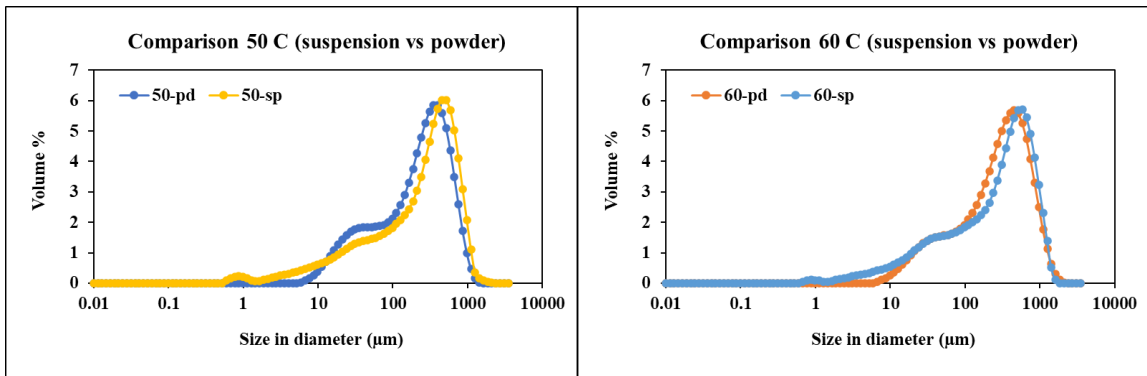 Comparison 50 C (suspension vs powder)
50-pd 50-sp
7
6
5
4
3
2
1
0
Volume %
0.01 0.1 1 10 100 1000 10000
Size in diameter (µm)
Comparison 60 C (suspension vs powder)
60-pd 60-sp
7
6
5
4
3
2
1
0
Volume %
0.01 0.1 1 10 100 1000 10000
Size in diameter (µm)